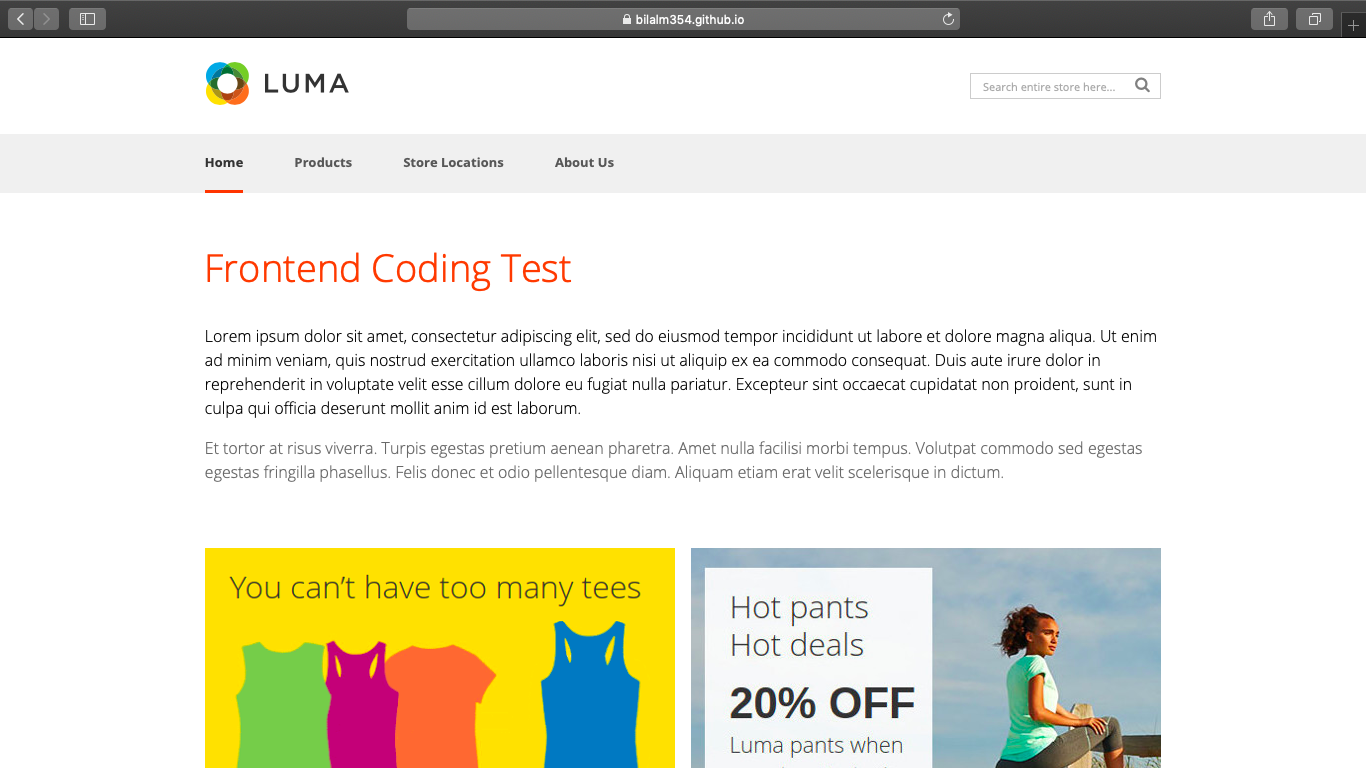 bilalm354.github.io
LUMA
Search entire store here...
Home Products Store Locations About Us
Frontend Coding Test
Lorem ipsum dolor sit amet, consectetur adipiscing elit, sed do eiusmod tempor incididunt ut labore et dolore magna aliqua. Ut enim
ad minim veniam, quis nostrud exercitation ullamco laboris nisi ut aliquip ex ea commodo consequat. Duis aute irure dolor in
reprehenderit in voluptate velit esse cillum dolore eu fugiat nulla pariatur. Excepteur sint occaecat cupidatat non proident, sunt in
culpa qui officia deserunt mollit anim id est laborum.
Et tortor at risus viverra. Turpis egestas pretium aenean pharetra. Amet nulla facilisi morbi tempus. Volutpat commodo sed egestas
egestas fringilla phasellus. Felis donec et odio pellentesque diam. Aliquam etiam erat velit scelerisque in dictum.
You can’t have too many tees
Hot pants
Hot deals
20% OFF
Luma pants when